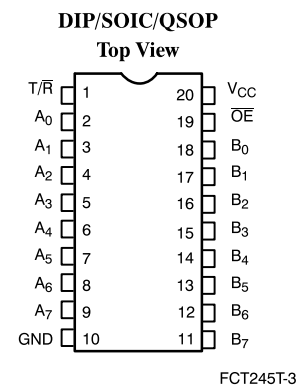 DIP/SOIC/QSOP
Top View
T/R̅ 1 20 VCC
A0 2 19 O̅E̅
A1 3 18 B0
A2 4 17 B1
A3 5 16 B2
A4 6 15 B3
A5 7 14 B4
A6 8 13 B5
A7 9 12 B6
GND 10 11 B7
FCT245T-3